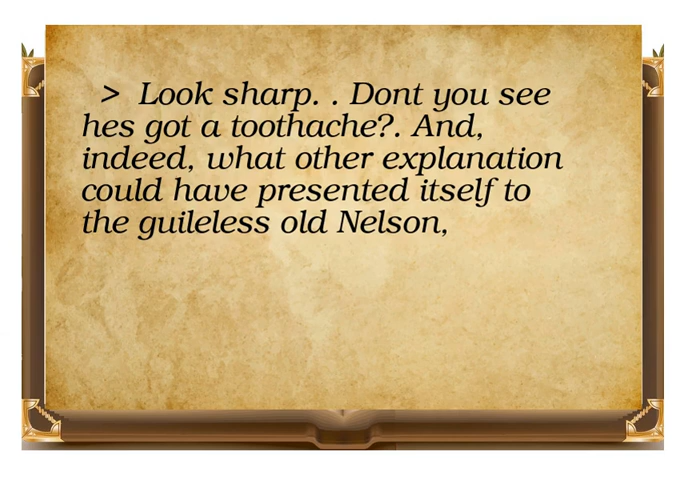 > Look sharp. . Dont you see
hes got a toothache?. And,
indeed, what other explanation
could have presented itself to
the guileless old Nelson,